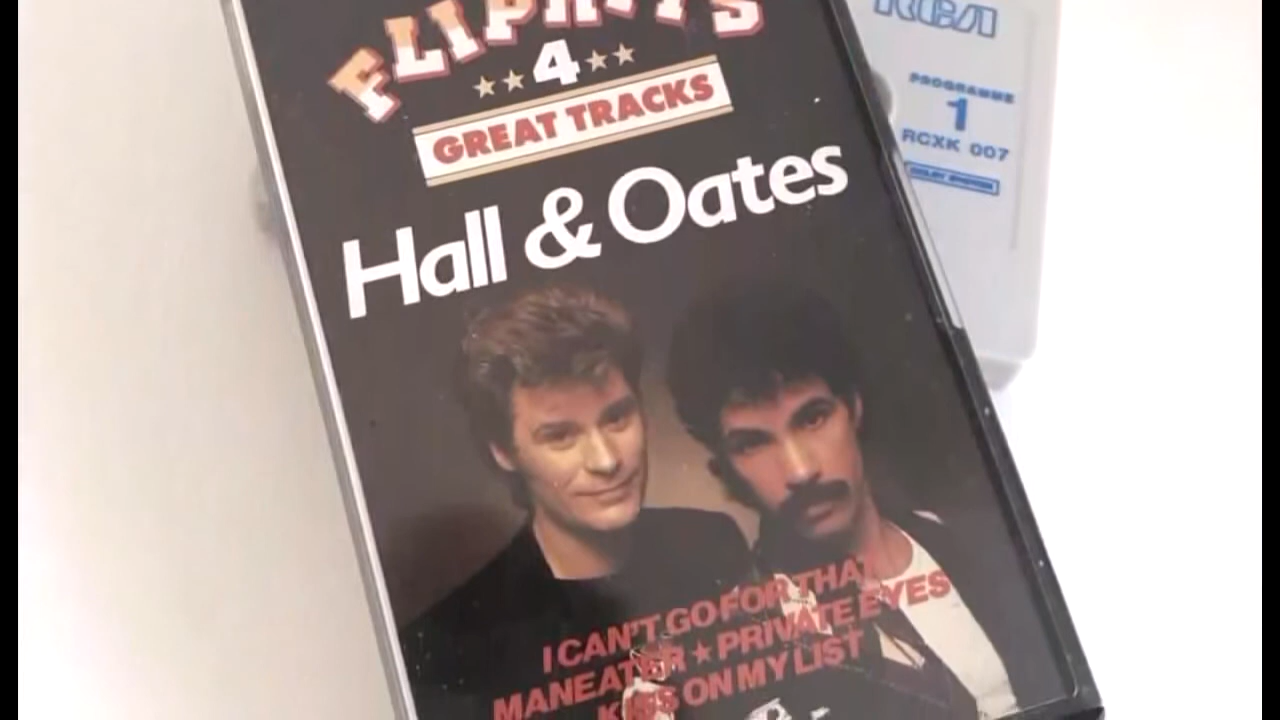 FLIPHITS
4
GREAT TRACKS
Hall & Oates
I CAN'T GO FOR THAT
MANEATER ★ PRIVATE EYES
KISS ON MY LIST
RCA
PROGRAMME
1
RCXK 007